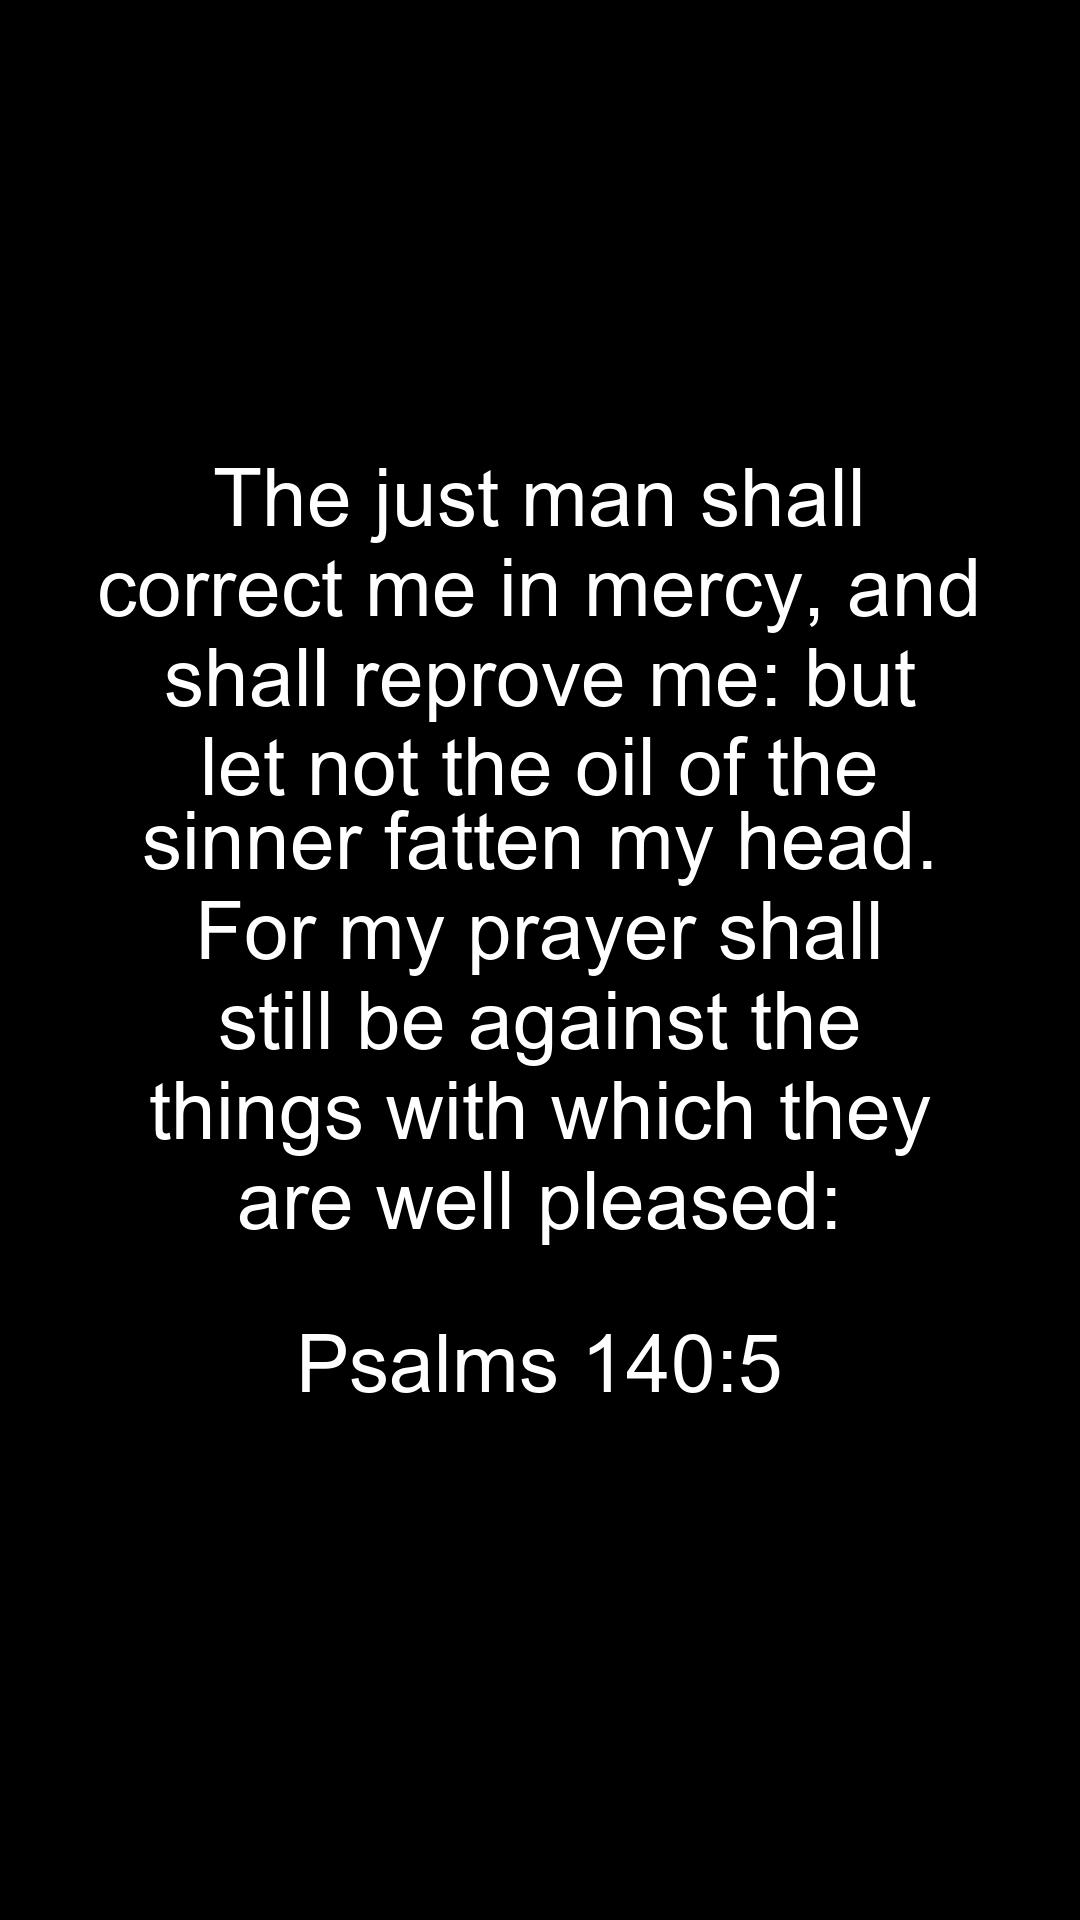 The just man shall
correct me in mercy, and
shall reprove me: but
let not the oil of the
sinner fatten my head.
For my prayer shall
still be against the
things with which they
are well pleased:
Psalms 140:5